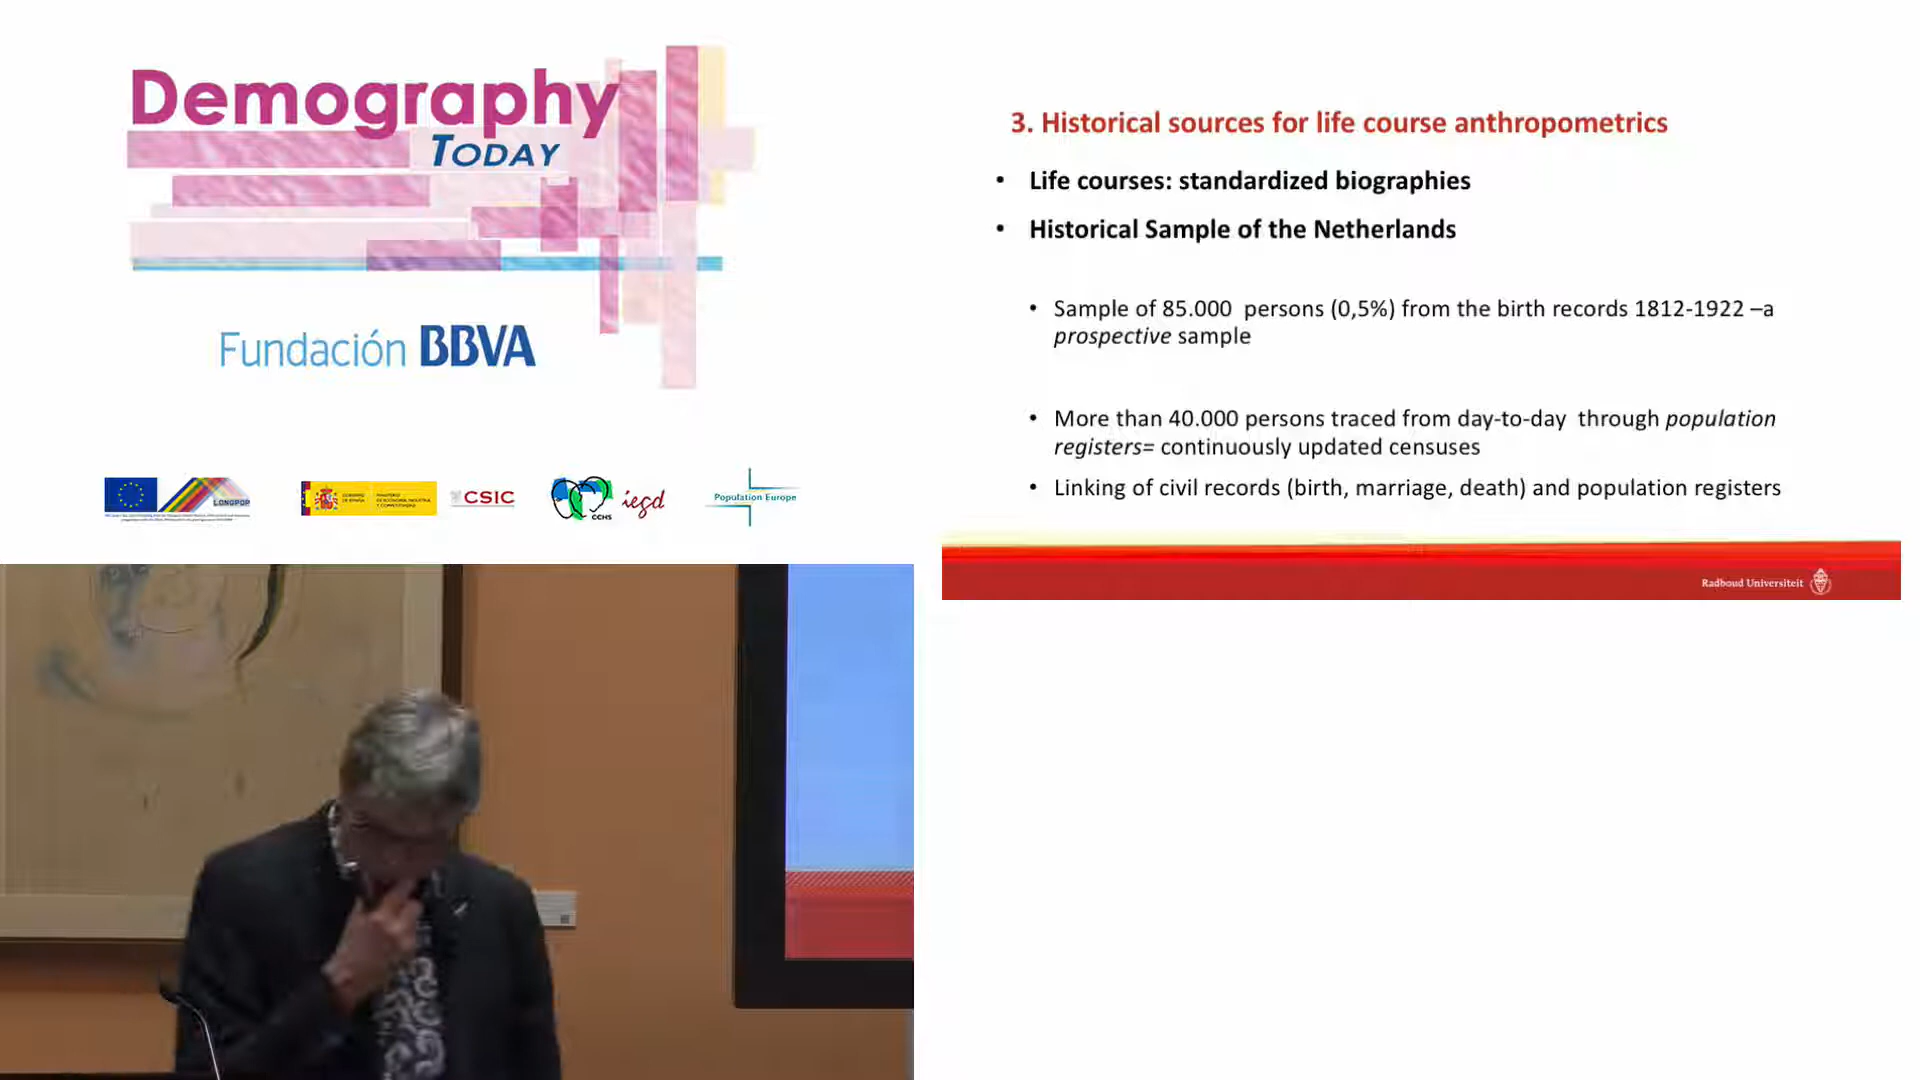 Demography
TODAY
Fundación BBVA
LONGPOP
CSIC
CCHS
iegd
Population Europe
3. Historical sources for life course anthropometrics
• Life courses: standardized biographies
• Historical Sample of the Netherlands
• Sample of 85.000 persons (0,5%) from the birth records 1812-1922 –a
prospective sample
• More than 40.000 persons traced from day-to-day through population
registers= continuously updated censuses
• Linking of civil records (birth, marriage, death) and population registers
Radboud Universiteit